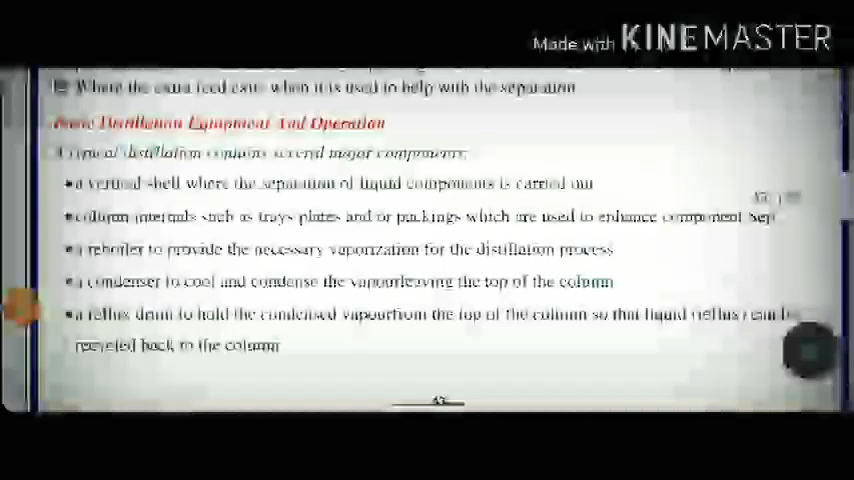 Made with KINEMASTER
Where the extra feed exits when it is used to help with the separation
Basic Distillation Equipment And Operation
A typical distillation contains several major components:
•a vertical shell where the separation of liquid components is carried out
•column internals such as trays plates and or packings which are used to enhance component Sep
•a reboiler to provide the necessary vaporization for the distillation process
•a condenser to cool and condense the vapourleaving the top of the column
•a reflux drum to hold the condensed vapourfrom the top of the column so that liquid (reflux) can be
recycled back to the column